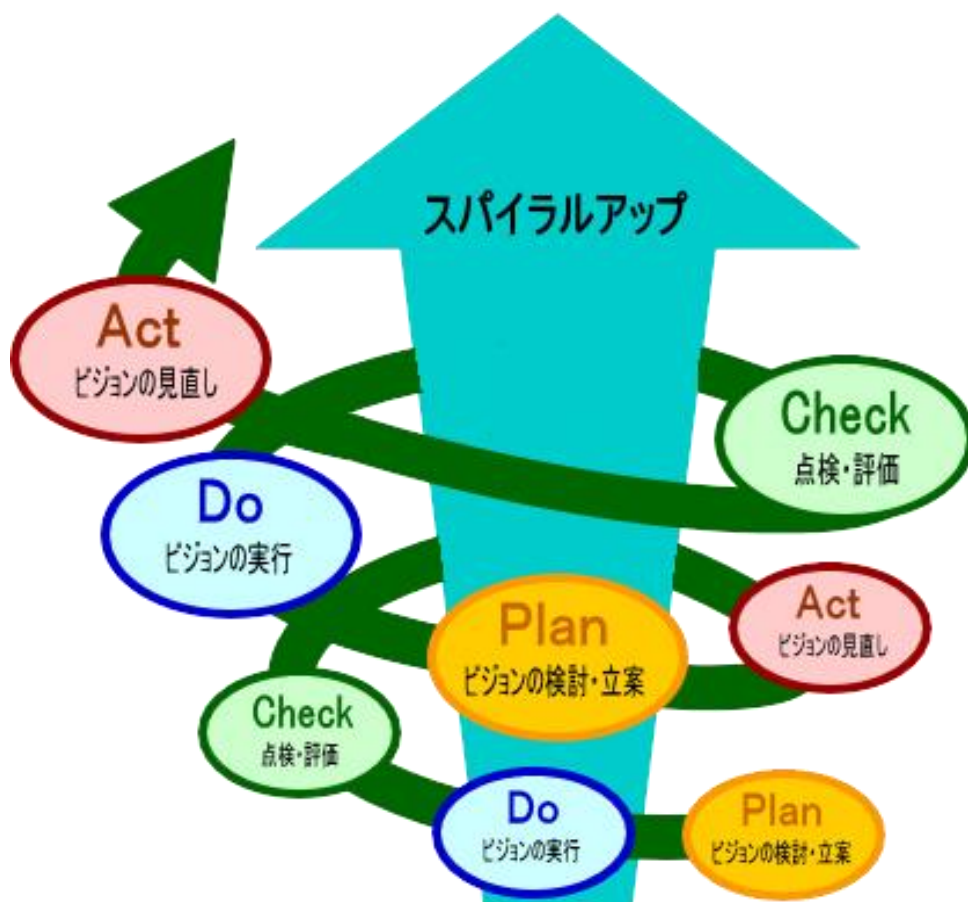 スパイラルアップ
Act
ビジョンの見直し
Check
点検・評価
Do
ビジョンの実行
Plan
ビジョンの検討・立案
Act
ビジョンの見直し
Check
点検・評価
Do
ビジョンの実行
Plan
ビジョンの検討・立案